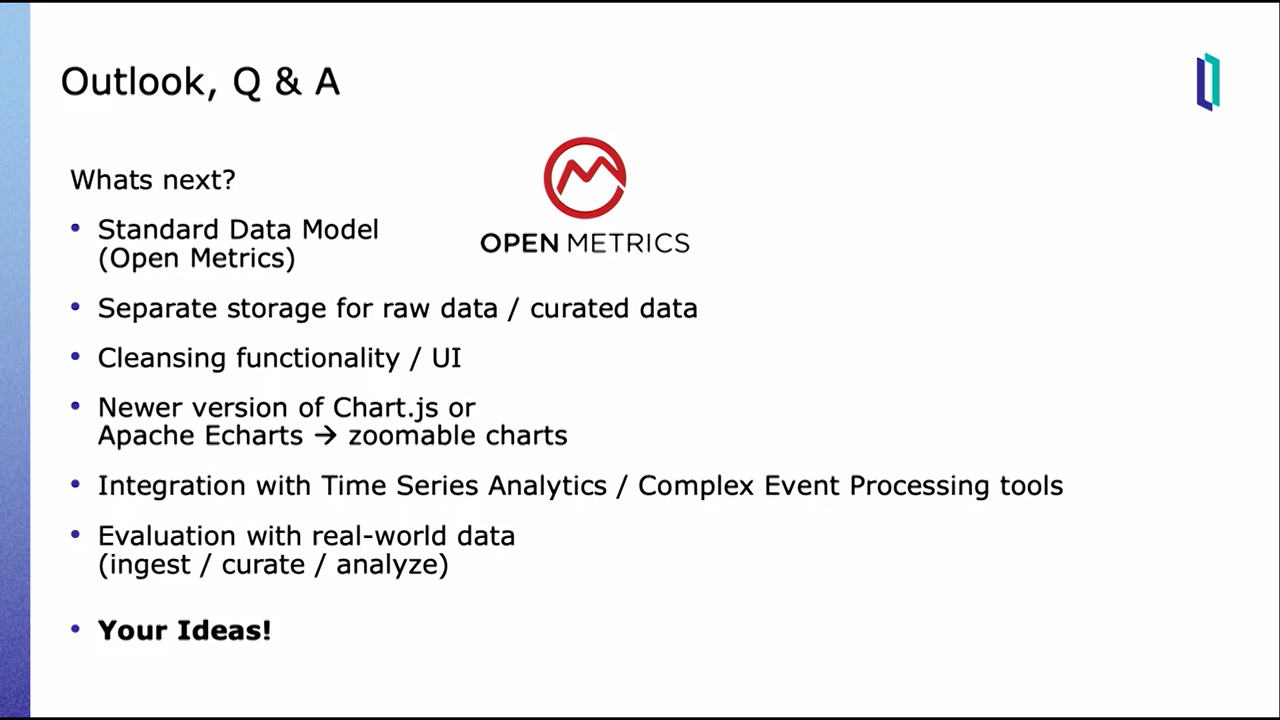 Outlook, Q & A
Whats next?
• Standard Data Model
(Open Metrics)
OPEN METRICS
• Separate storage for raw data / curated data
• Cleansing functionality / UI
• Newer version of Chart.js or
Apache Echarts → zoomable charts
• Integration with Time Series Analytics / Complex Event Processing tools
• Evaluation with real-world data
(ingest / curate / analyze)
• Your Ideas!